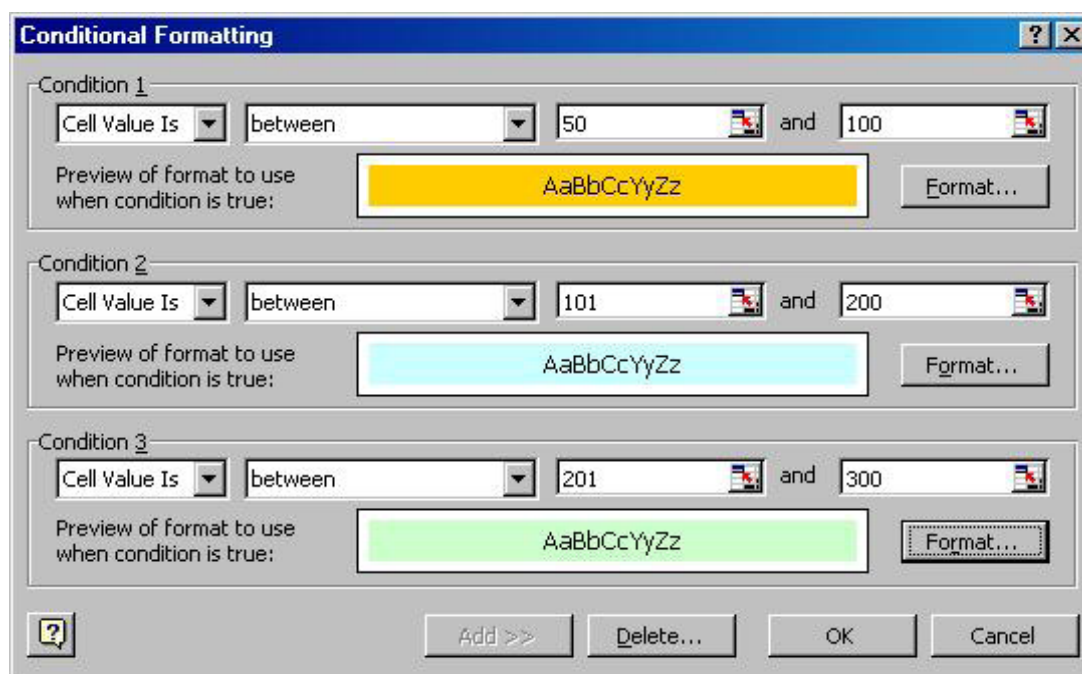 Conditional Formatting
Condition 1
Cell Value Is between 50 and 100
Preview of format to use
when condition is true:
AaBbCcYyZz
Format...
Condition 2
Cell Value Is between 101 and 200
Preview of format to use
when condition is true:
AaBbCcYyZz
Format...
Condition 3
Cell Value Is between 201 and 300
Preview of format to use
when condition is true:
AaBbCcYyZz
Format...
Add >> Delete... OK Cancel